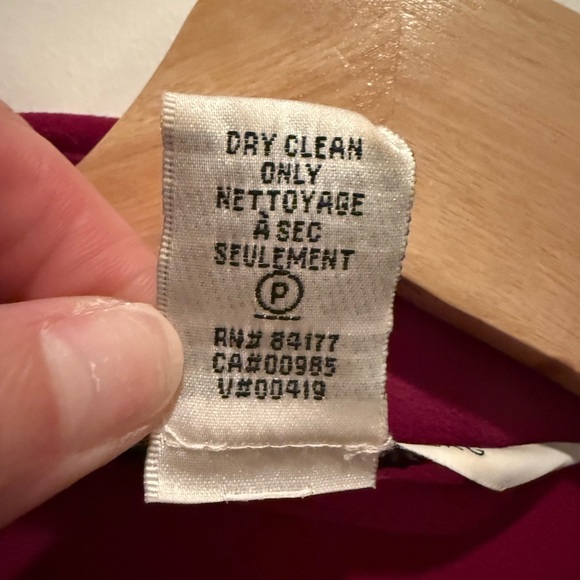 DRY CLEAN
ONLY
NETTOYAGE
À SEC
SEULEMENT
P
RN# 84177
CA#00985
V#00419